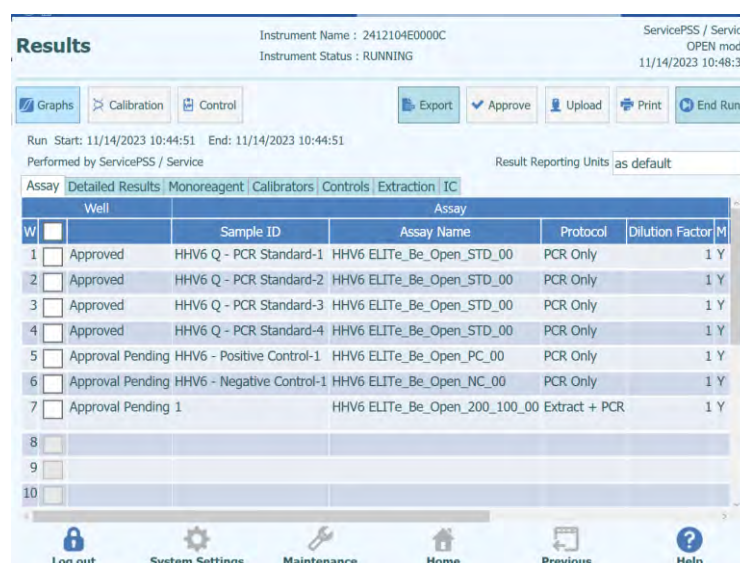 Results
Instrument Name : 2412104E0000C
Instrument Status : RUNNING
ServicePSS / Servic
OPEN mod
11/14/2023 10:48:3
Graphs Calibration Control Export Approve Upload Print End Run
Run Start: 11/14/2023 10:44:51 End: 11/14/2023 10:44:51
Performed by ServicePSS / Service Result Reporting Units as default
Assay Detailed Results Monoreagent Calibrators Controls Extraction IC
Well Assay
W Sample ID Assay Name Protocol Dilution Factor M
1 Approved HHV6 Q - PCR Standard-1 HHV6 ELITe_Be_Open_STD_00 PCR Only 1 Y
2 Approved HHV6 Q - PCR Standard-2 HHV6 ELITe_Be_Open_STD_00 PCR Only 1 Y
3 Approved HHV6 Q - PCR Standard-3 HHV6 ELITe_Be_Open_STD_00 PCR Only 1 Y
4 Approved HHV6 Q - PCR Standard-4 HHV6 ELITe_Be_Open_STD_00 PCR Only 1 Y
5 Approval Pending HHV6 - Positive Control-1 HHV6 ELITe_Be_Open_PC_00 PCR Only 1 Y
6 Approval Pending HHV6 - Negative Control-1 HHV6 ELITe_Be_Open_NC_00 PCR Only 1 Y
7 Approval Pending 1 HHV6 ELITe_Be_Open_200_100_00 Extract + PCR 1 Y
8
9
10
Log out System Settings Maintenance Home Previous Help